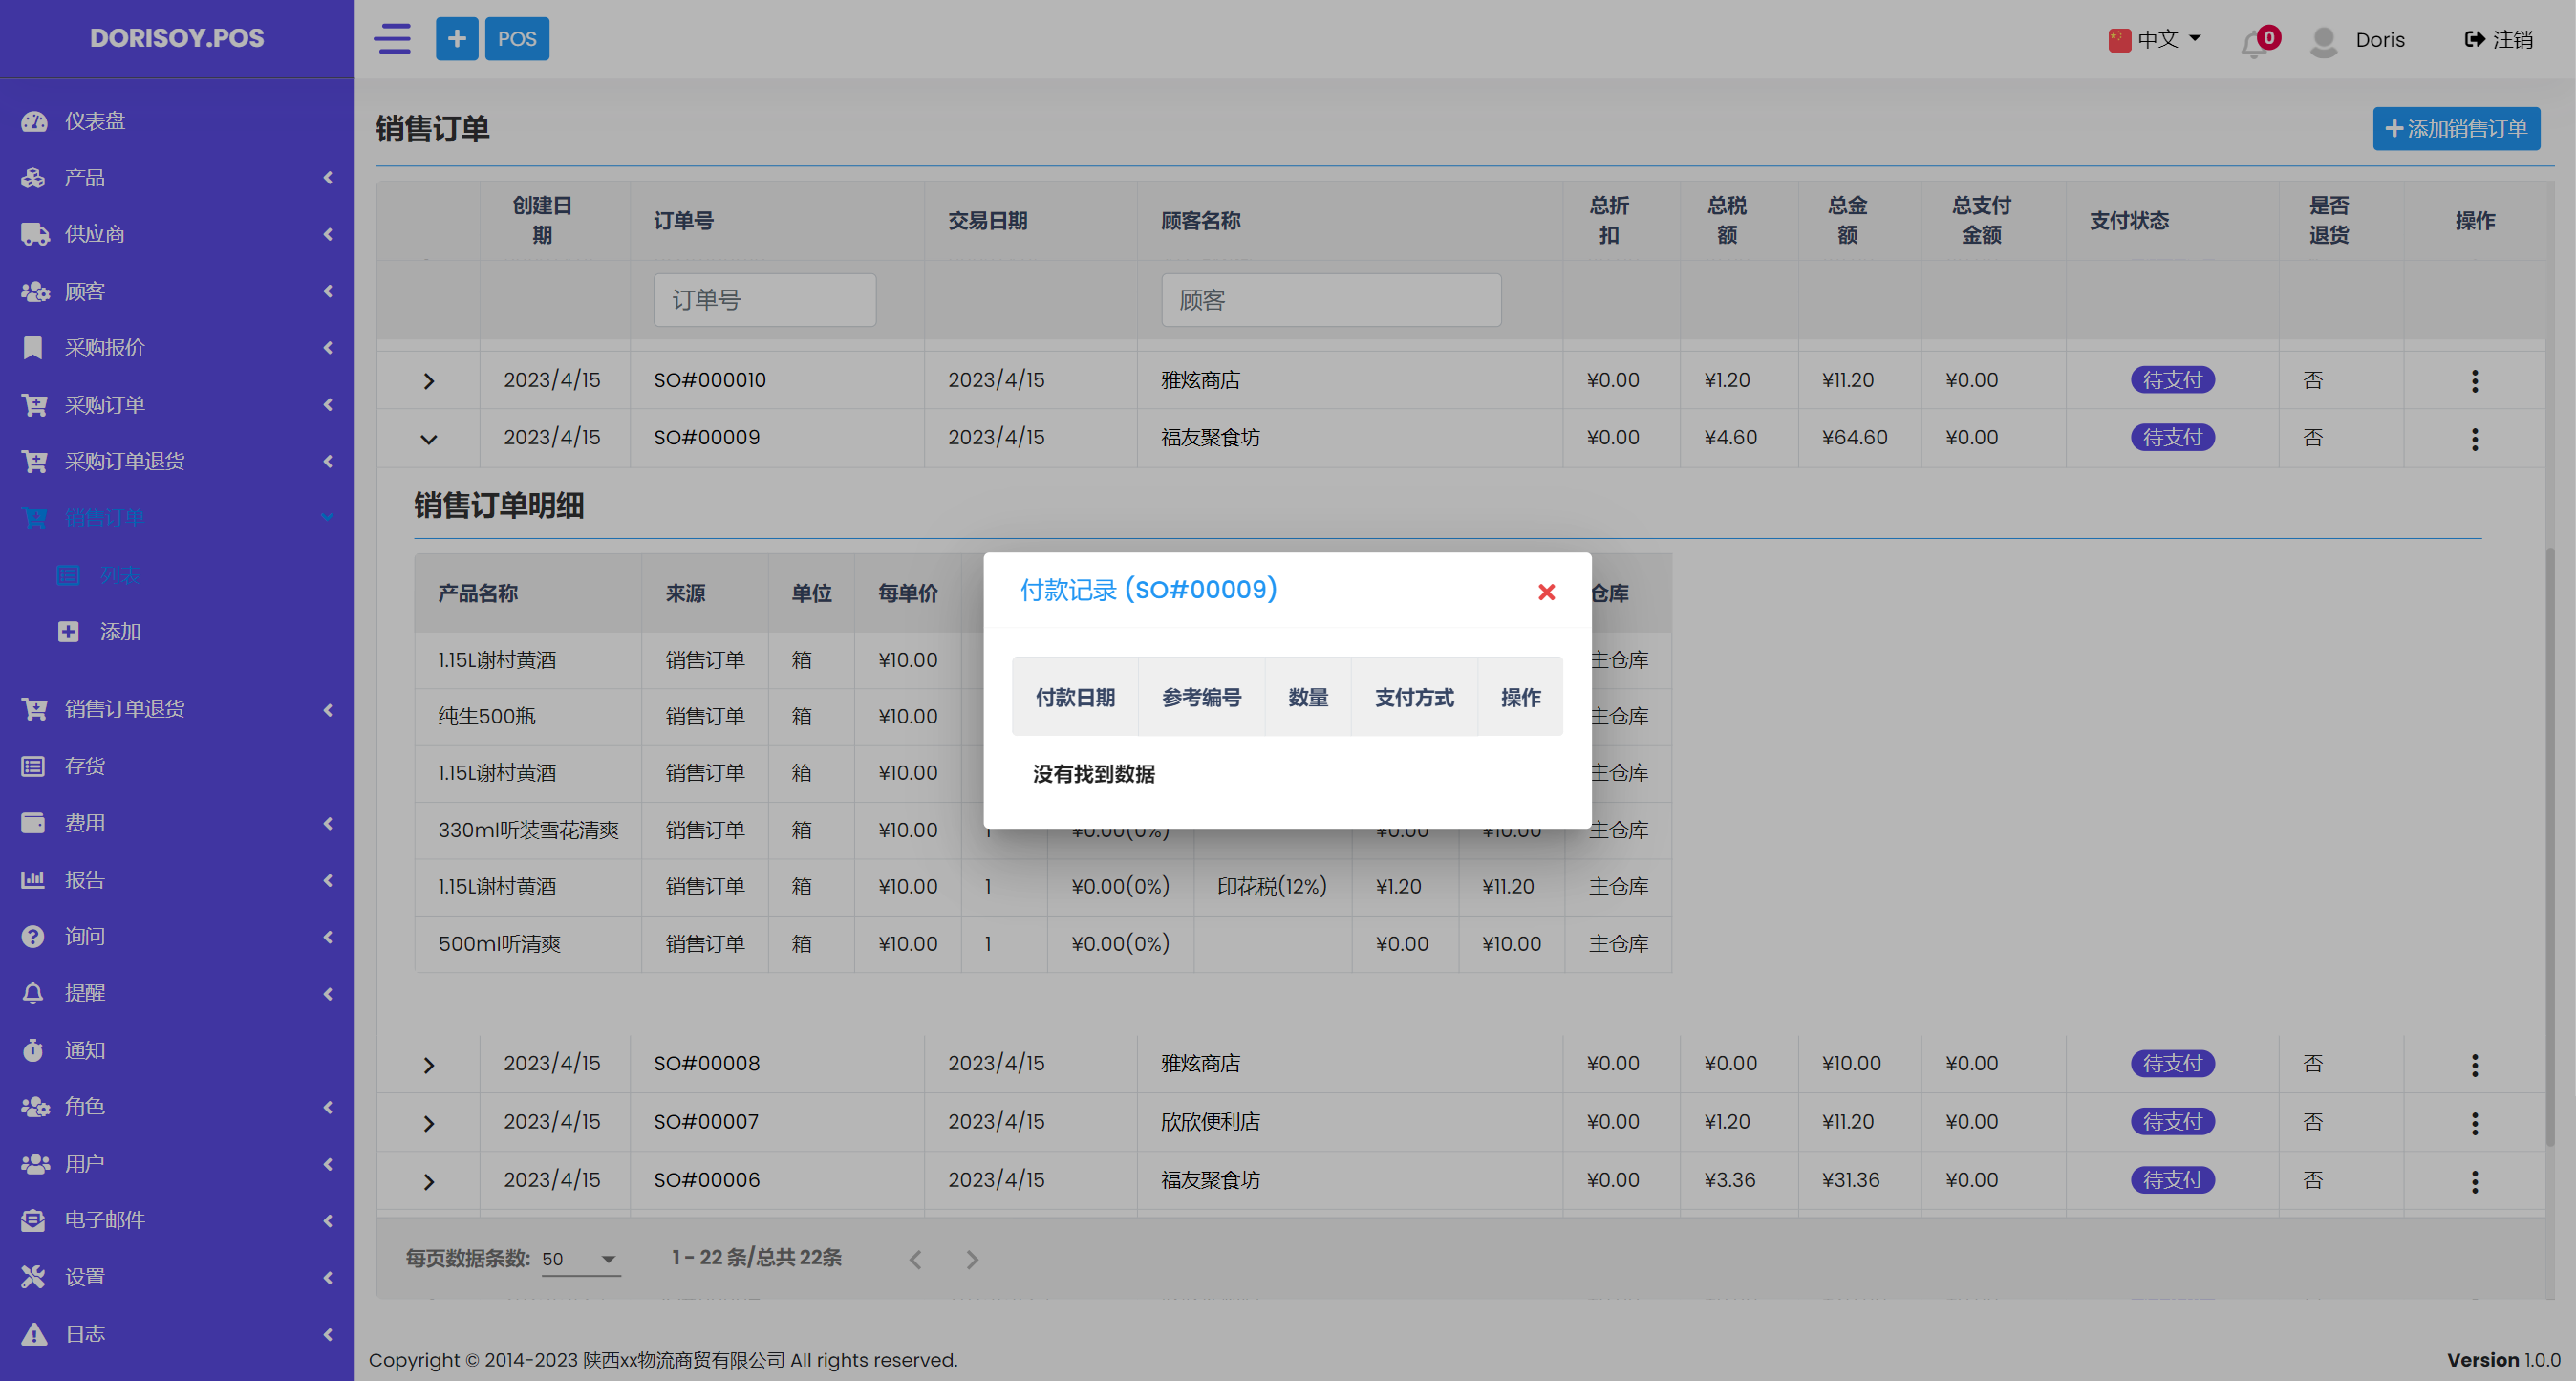 DORISOY.POS
POS
中文
0
Doris
注销
仪表盘
产品
供应商
顾客
采购报价
采购订单
采购订单退货
销售订单
列表
添加
销售订单退货
存货
费用
报告
询问
提醒
通知
角色
用户
电子邮件
设置
日志
销售订单
添加销售订单
创建日期 订单号 交易日期 顾客名称 总折扣 总税额 总金额 总支付金额 支付状态 是否退货 操作
订单号 顾客
2023/4/15 SO#000010 2023/4/15 雅炫商店 ¥0.00 ¥1.20 ¥11.20 ¥0.00 待支付 否
2023/4/15 SO#00009 2023/4/15 福友聚食坊 ¥0.00 ¥4.60 ¥64.60 ¥0.00 待支付 否
销售订单明细
产品名称 来源 单位 每单价 仓库
1.15L谢村黄酒 销售订单 箱 ¥10.00 主仓库
纯生500瓶 销售订单 箱 ¥10.00 主仓库
1.15L谢村黄酒 销售订单 箱 ¥10.00 主仓库
330ml听装雪花清爽 销售订单 箱 ¥10.00 1 ¥0.00(0%) ¥0.00 ¥10.00 主仓库
1.15L谢村黄酒 销售订单 箱 ¥10.00 1 ¥0.00(0%) 印花税(12%) ¥1.20 ¥11.20 主仓库
500ml听清爽 销售订单 箱 ¥10.00 1 ¥0.00(0%) ¥0.00 ¥10.00 主仓库
付款记录 (SO#00009)
付款日期 参考编号 数量 支付方式 操作
没有找到数据
2023/4/15 SO#00008 2023/4/15 雅炫商店 ¥0.00 ¥0.00 ¥10.00 ¥0.00 待支付 否
2023/4/15 SO#00007 2023/4/15 欣欣便利店 ¥0.00 ¥1.20 ¥11.20 ¥0.00 待支付 否
2023/4/15 SO#00006 2023/4/15 福友聚食坊 ¥0.00 ¥3.36 ¥31.36 ¥0.00 待支付 否
每页数据条数: 50 1 - 22 条/总共 22条
Copyright © 2014-2023 陕西xx物流商贸有限公司 All rights reserved.
Version 1.0.0